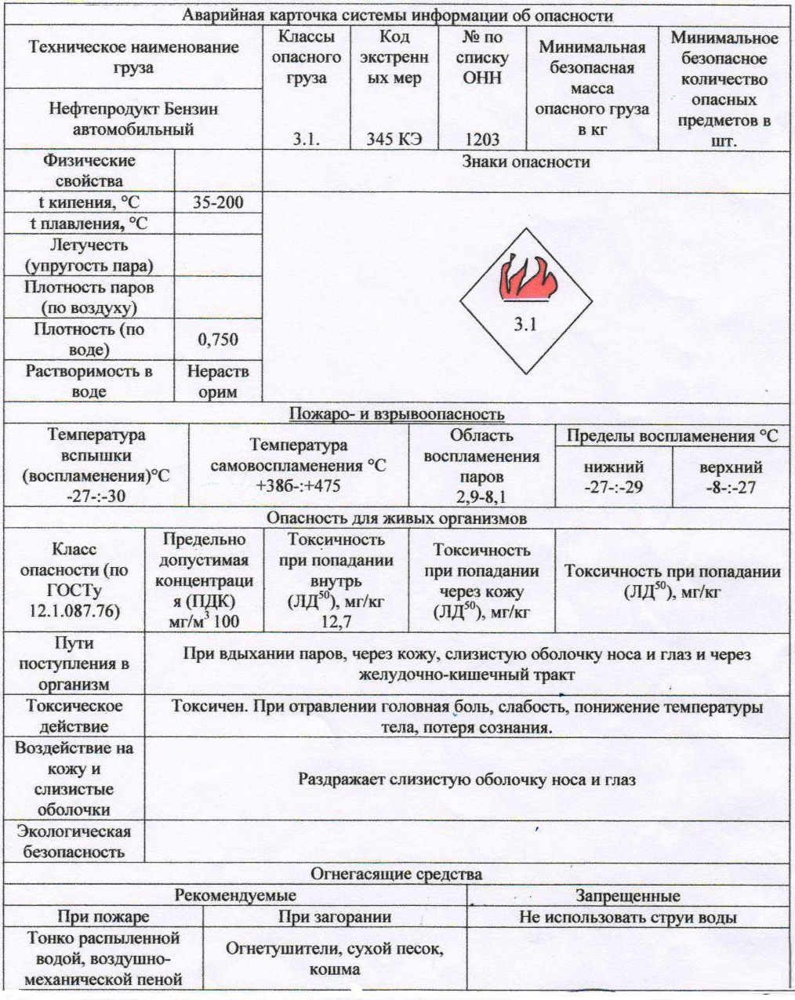 Аварийная карточка системы информации об опасности
Техническое наименование
груза
Классы
опасного
груза
Код
экстренн
ых мер
№ по
списку
ОНН
Минимальная
безопасная
масса
опасного груза
в кг
Минимальное
безопасное
количество
опасных
предметов в
шт.
Нефтепродукт Бензин
автомобильный
3.1.
345 КЭ
1203
Физические
свойства
Знаки опасности
t кипения, °С
35-200
t плавления, °С
Летучесть
(упругость пара)
Плотность паров
(по воздуху)
Плотность (по
воде)
0,750
Растворимость в
воде
Нераств
орим
3.1
Пожаро- и взрывоопасность
Температура
вспышки
(воспламенения)°С
-27-:-30
Температура
самовоспламенения °С
+386-:+475
Область
воспламенения
паров
2,9-8,1
Пределы воспламенения °С
нижний
-27-:-29
верхний
-8-:-27
Опасность для живых организмов
Класс
опасности (по
ГОСТу
12.1.087.76)
Предельно
допустимая
концентраци
я (ПДК)
мг/м³ 100
Токсичность
при попадании
внутрь
(ЛД⁵⁰), мг/кг
12,7
Токсичность
при попадании
через кожу
(ЛД⁵⁰), мг/кг
Токсичность при попадании
(ЛД⁵⁰), мг/кг
Пути
поступления в
организм
При вдыхании паров, через кожу, слизистую оболочку носа и глаз и через
желудочно-кишечный тракт
Токсическое
действие
Токсичен. При отравлении головная боль, слабость, понижение температуры
тела, потеря сознания.
Воздействие на
кожу и
слизистые
оболочки
Раздражает слизистую оболочку носа и глаз
Экологическая
безопасность
Огнегасящие средства
Рекомендуемые
Запрещенные
При пожаре
При загорании
Не использовать струи воды
Тонко распыленной
водой, воздушно-
механической пеной
Огнетушители, сухой песок,
кошма